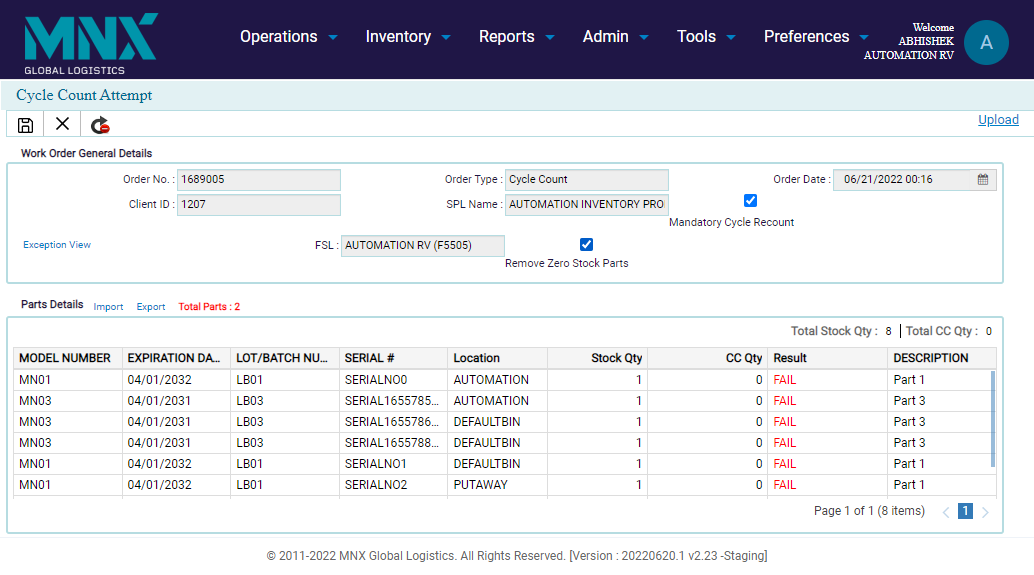 MNX
GLOBAL LOGISTICS
Operations Inventory Reports Admin Tools Preferences
Welcome
ABHISHEK
AUTOMATION RV
A
Cycle Count Attempt
Upload
Work Order General Details
Order No. : 1689005 Order Type : Cycle Count Order Date : 06/21/2022 00:16
Client ID : 1207 SPL Name : AUTOMATION INVENTORY PRO
Mandatory Cycle Recount
Exception View FSL : AUTOMATION RV (F5505)
Remove Zero Stock Parts
Parts Details Import Export Total Parts : 2
Total Stock Qty : 8 Total CC Qty : 0
MODEL NUMBER EXPIRATION DA... LOT/BATCH NU... SERIAL # Location Stock Qty CC Qty Result DESCRIPTION
MN01 04/01/2032 LB01 SERIALNO0 AUTOMATION 1 0 FAIL Part 1
MN03 04/01/2031 LB03 SERIAL1655785... AUTOMATION 1 0 FAIL Part 3
MN03 04/01/2031 LB03 SERIAL1655786... DEFAULTBIN 1 0 FAIL Part 3
MN03 04/01/2031 LB03 SERIAL1655788... DEFAULTBIN 1 0 FAIL Part 3
MN01 04/01/2032 LB01 SERIALNO1 DEFAULTBIN 1 0 FAIL Part 1
MN01 04/01/2032 LB01 SERIALNO2 PUTAWAY 1 0 FAIL Part 1
Page 1 of 1 (8 items) 1
© 2011-2022 MNX Global Logistics. All Rights Reserved. [Version : 20220620.1 v2.23 -Staging]